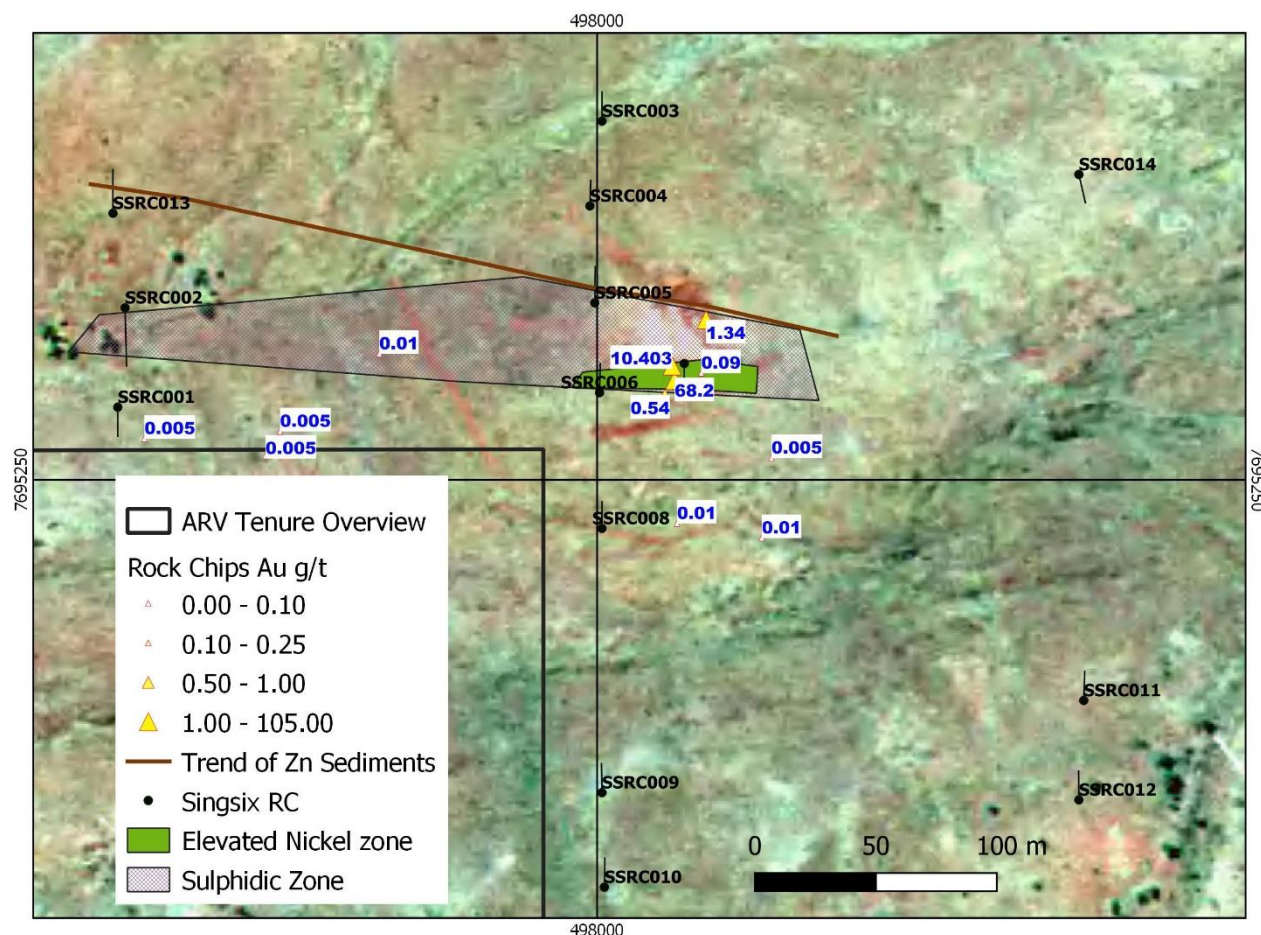 498000
SSRC003
SSRC014
SSRC004
SSRC013
SSRC002
SSRC005
1.34
0.01
10.403
0.09
SSRC006
68.2
0.54
SSRC001
0.005
0.005
0.005
0.005
7695250
7695250
ARV Tenure Overview
Rock Chips Au g/t
0.00 - 0.10
0.10 - 0.25
0.50 - 1.00
1.00 - 105.00
Trend of Zn Sediments
Singsix RC
Elevated Nickel zone
Sulphidic Zone
0.01
SSRC008
0.01
SSRC011
SSRC009
SSRC012
0 50 100 m
SSRC010
498000